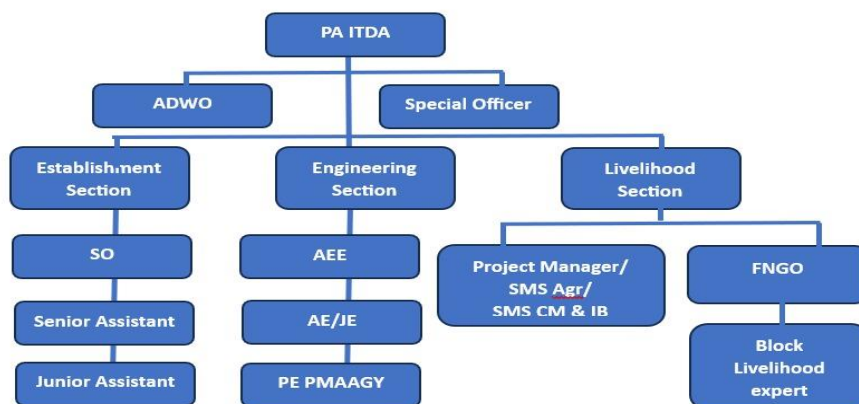 PA ITDA
ADWO
Special Officer
Establishment
Section
Engineering
Section
Livelihood
Section
SO
AEE
Project Manager/
SMS Agr/
SMS CM & IB
FNGO
Senior Assistant
AE/JE
Block
Livelihood
expert
Junior Assistant
PE PMAAGY